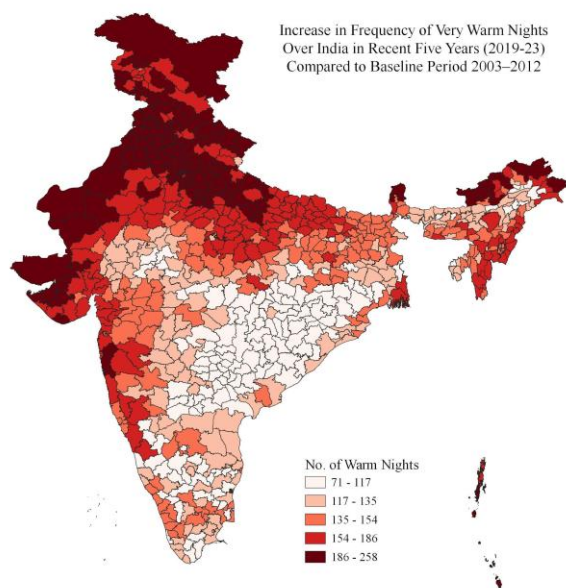 Increase in Frequency of Very Warm Nights
Over India in Recent Five Years (2019-23)
Compared to Baseline Period 2003–2012
No. of Warm Nights
71 - 117
117 - 135
135 - 154
154 - 186
186 - 258